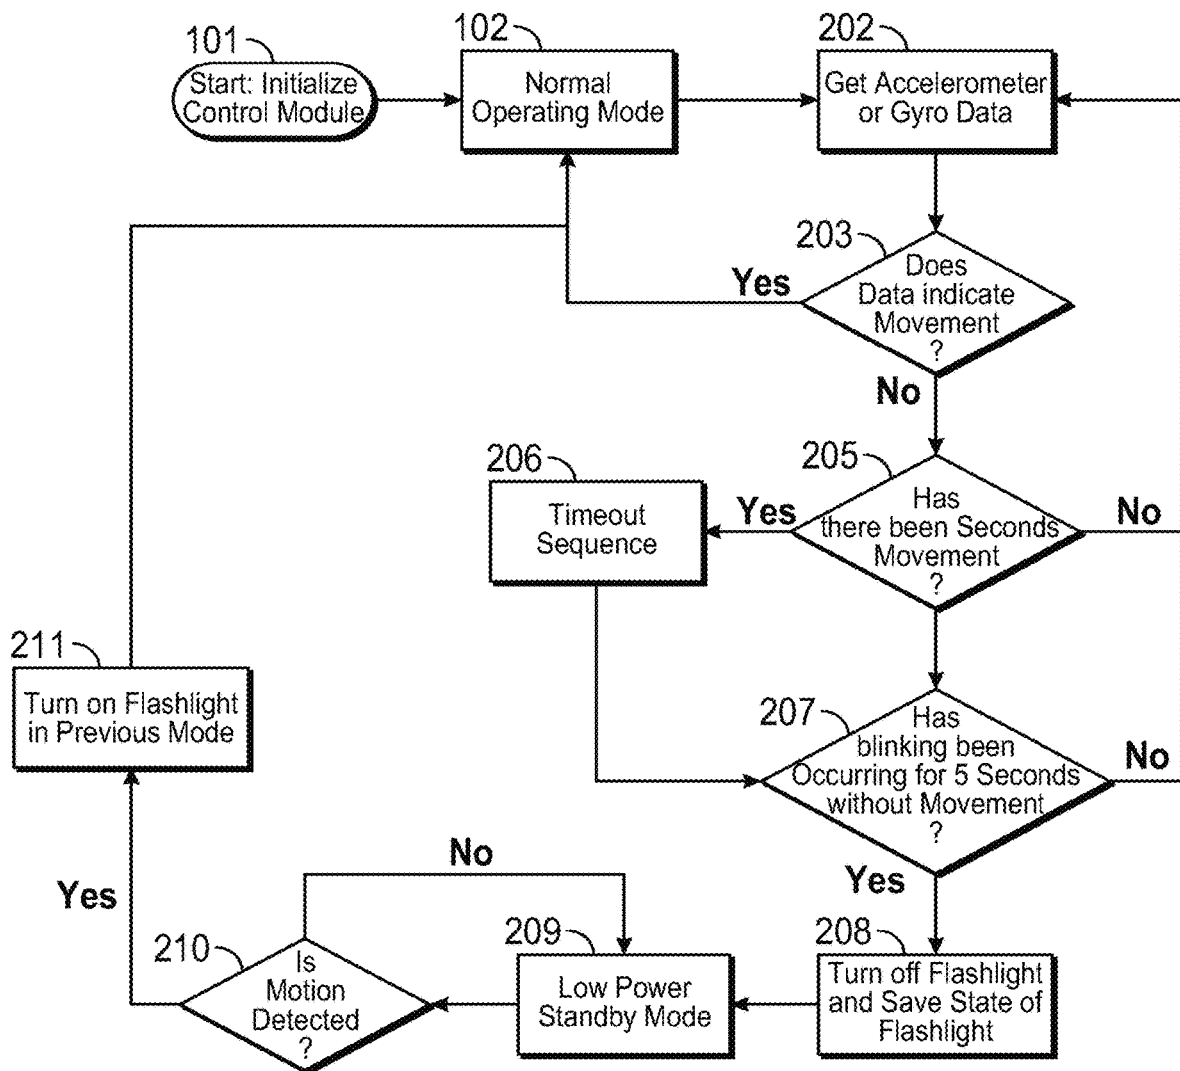 101
Start: Initialize
Control Module
102
Normal
Operating Mode
202
Get Accelerometer
or Gyro Data
203
Does
Data indicate
Movement
?
Yes
No
205
Has
there been Seconds
Movement
?
Yes
No
206
Timeout
Sequence
207
Has
blinking been
Occurring for 5 Seconds
without Movement
?
No
Yes
208
Turn off Flashlight
and Save State of
Flashlight
209
Low Power
Standby Mode
210
Is
Motion
Detected
?
No
Yes
211
Turn on Flashlight
in Previous Mode